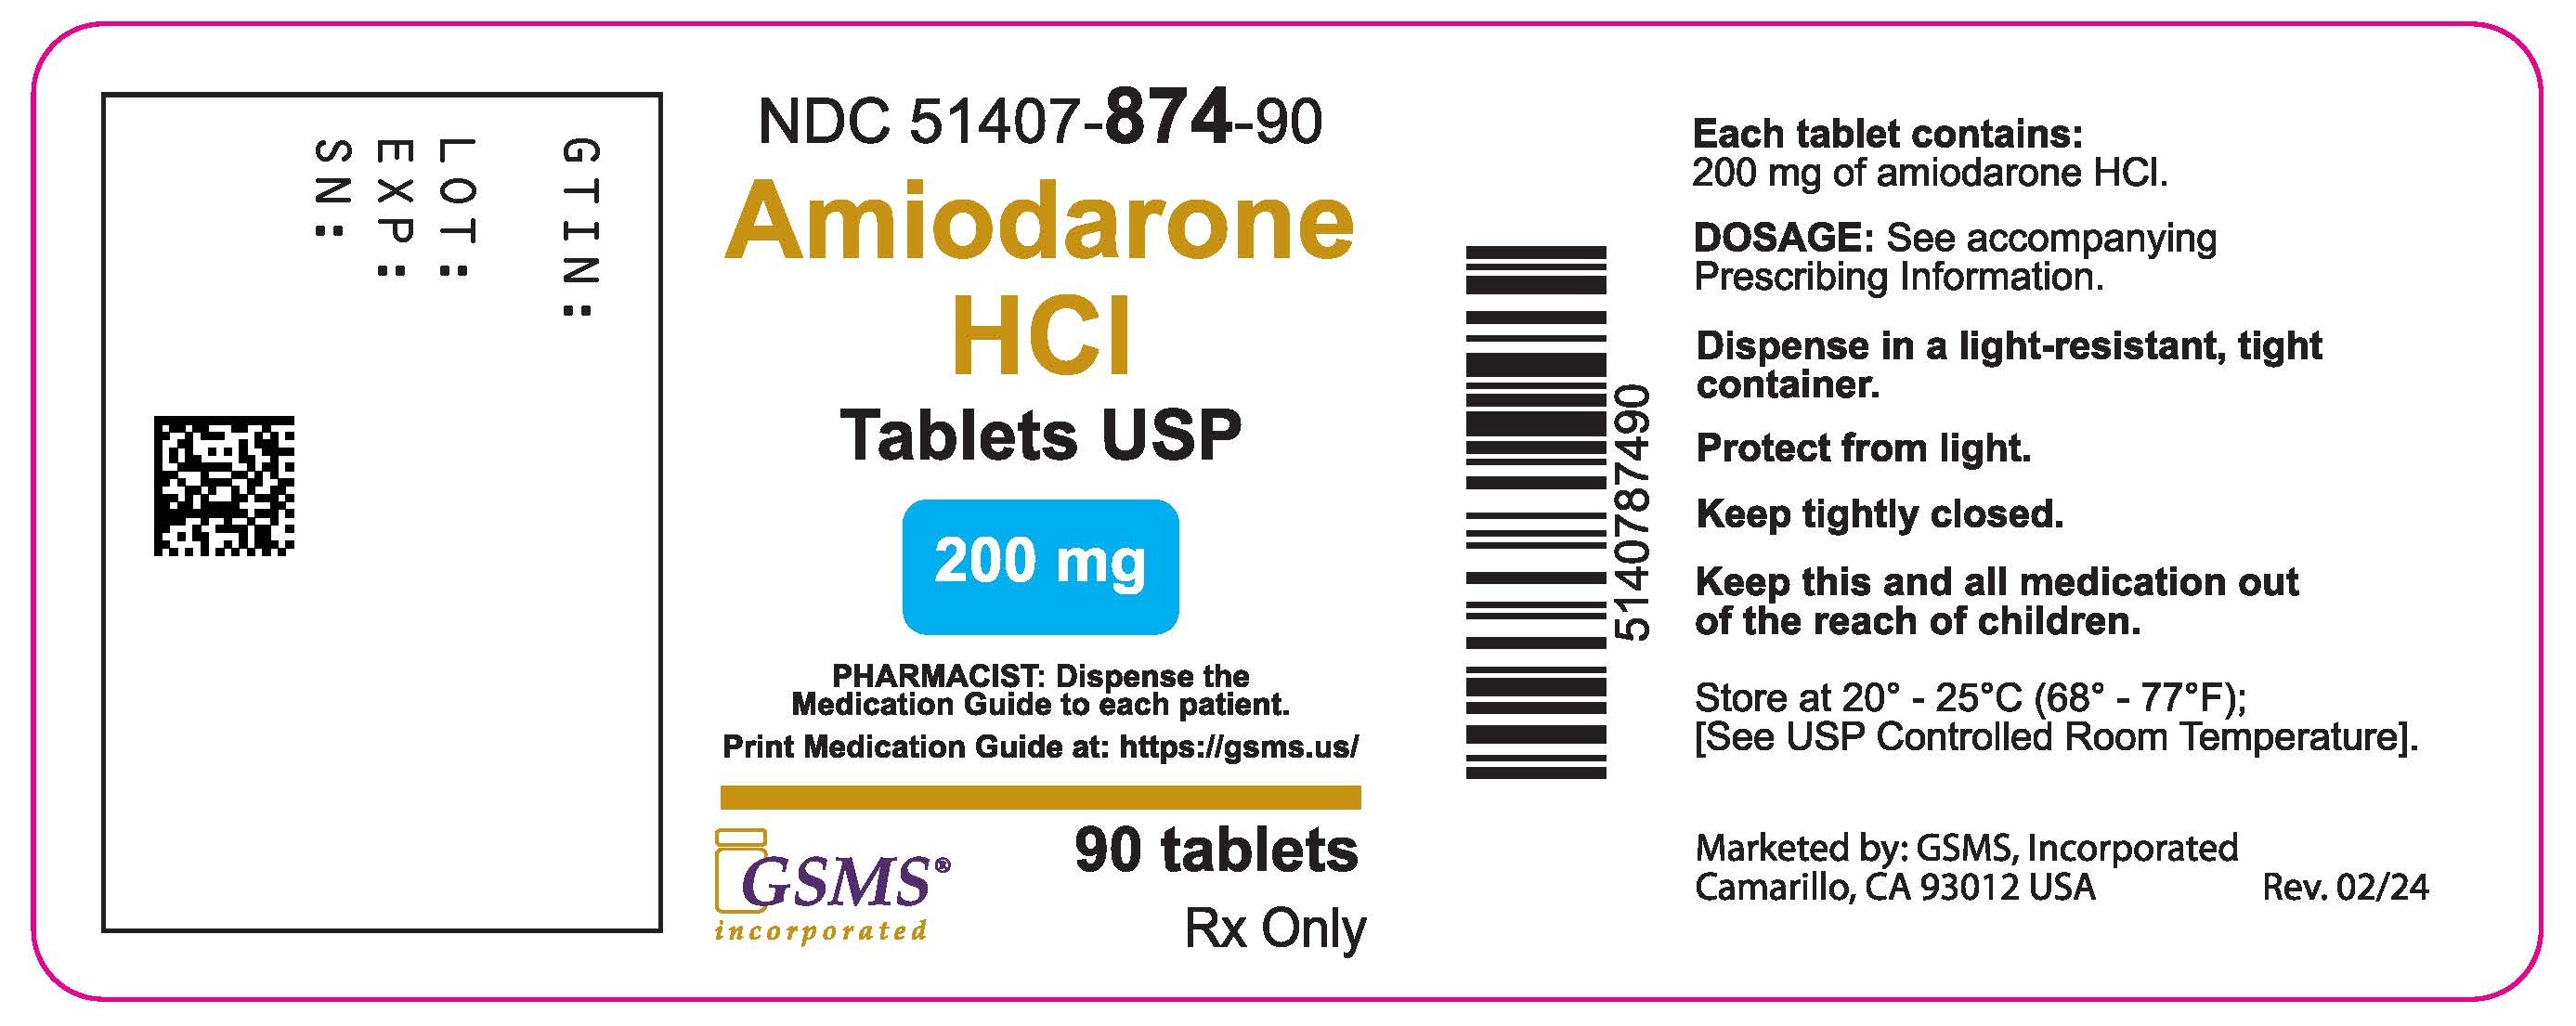 GTIN:
LOT:
EXP:
SN:
NDC 51407-874-90
Amiodarone
HCl
Tablets USP
200 mg
PHARMACIST: Dispense the
Medication Guide to each patient.
Print Medication Guide at: https://gsms.us/
GSMS®
incorporated
90 tablets
Rx Only
5140787490
Each tablet contains:
200 mg of amiodarone HCl.
DOSAGE: See accompanying
Prescribing Information.
Dispense in a light-resistant, tight
container.
Protect from light.
Keep tightly closed.
Keep this and all medication out
of the reach of children.
Store at 20° - 25°C (68° - 77°F);
[See USP Controlled Room Temperature].
Marketed by: GSMS, Incorporated
Camarillo, CA 93012 USA Rev. 02/24